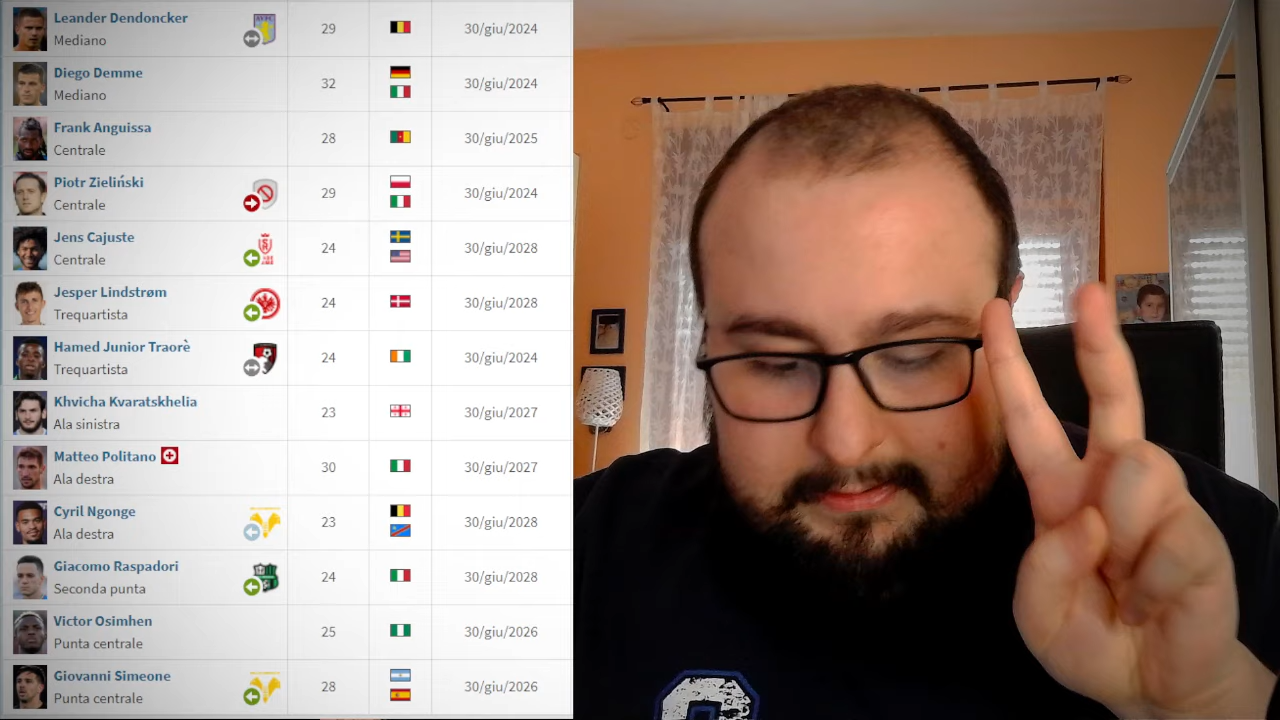 Leander Dendoncker
Mediano
29
30/giu/2024
Diego Demme
Mediano
32
30/giu/2024
Frank Anguissa
Centrale
28
30/giu/2025
Piotr Zieliński
Centrale
29
30/giu/2024
Jens Cajuste
Centrale
24
30/giu/2028
Jesper Lindstrøm
Trequartista
24
30/giu/2028
Hamed Junior Traorè
Trequartista
24
30/giu/2024
Khvicha Kvaratskhelia
Ala sinistra
23
30/giu/2027
Matteo Politano
Ala destra
30
30/giu/2027
Cyril Ngonge
Ala destra
23
30/giu/2028
Giacomo Raspadori
Seconda punta
24
30/giu/2028
Victor Osimhen
Punta centrale
25
30/giu/2026
Giovanni Simeone
Punta centrale
28
30/giu/2026